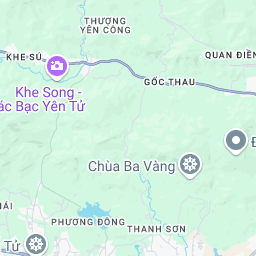 THƯỢNG
YÊN CÔNG
KHE SÚ
QUAN ĐIỀN
GỐC THAU
Khe Song -
ác Bạc Yên Tử
Đ
Chùa Ba Vàng
ÁI
PHƯƠNG ĐÔNG
THANH SƠN
Tử